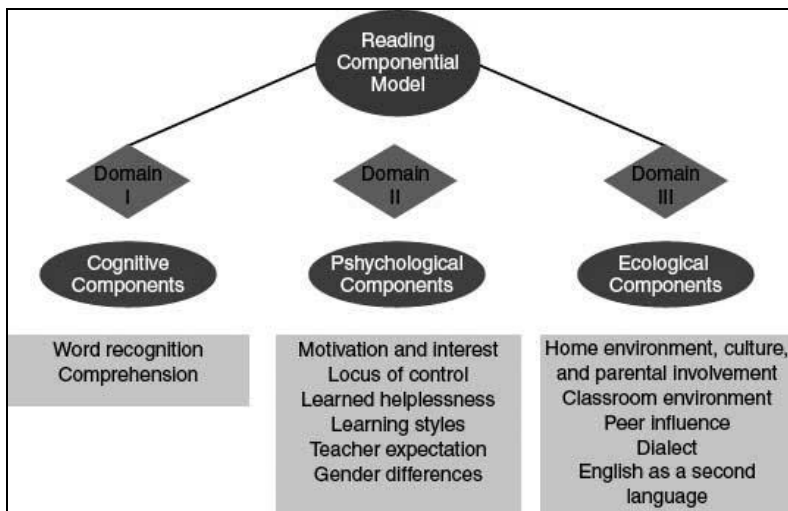 Reading
Componential
Model
Domain
I
Domain
II
Domain
III
Cognitive
Components
Pshychological
Components
Ecological
Components
Word recognition
Comprehension
Motivation and interest
Locus of control
Learned helplessness
Learning styles
Teacher expectation
Gender differences
Home environment, culture,
and parental involvement
Classroom environment
Peer influence
Dialect
English as a second
language